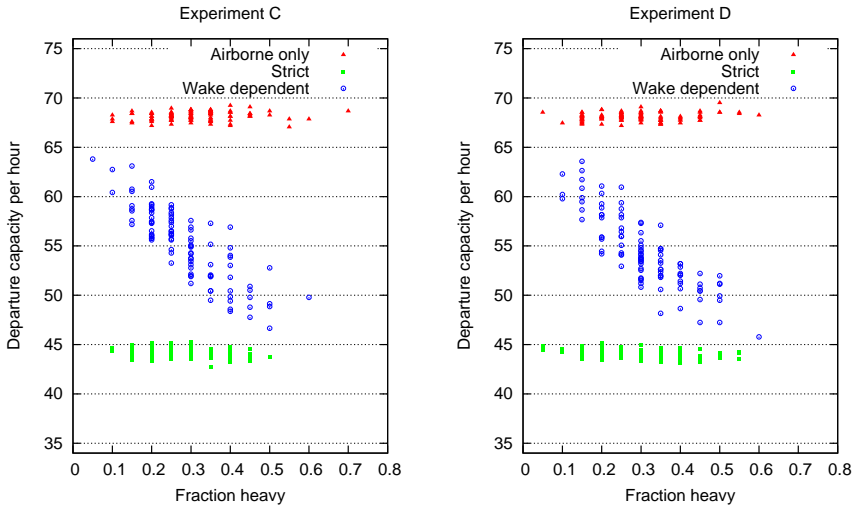 Experiment C
Departure capacity per hour
75
70
65
60
55
50
45
40
35
Airborne only
Strict
Wake dependent
0 0.1 0.2 0.3 0.4 0.5 0.6 0.7 0.8
Fraction heavy
Experiment D
Departure capacity per hour
75
70
65
60
55
50
45
40
35
Airborne only
Strict
Wake dependent
0 0.1 0.2 0.3 0.4 0.5 0.6 0.7 0.8
Fraction heavy